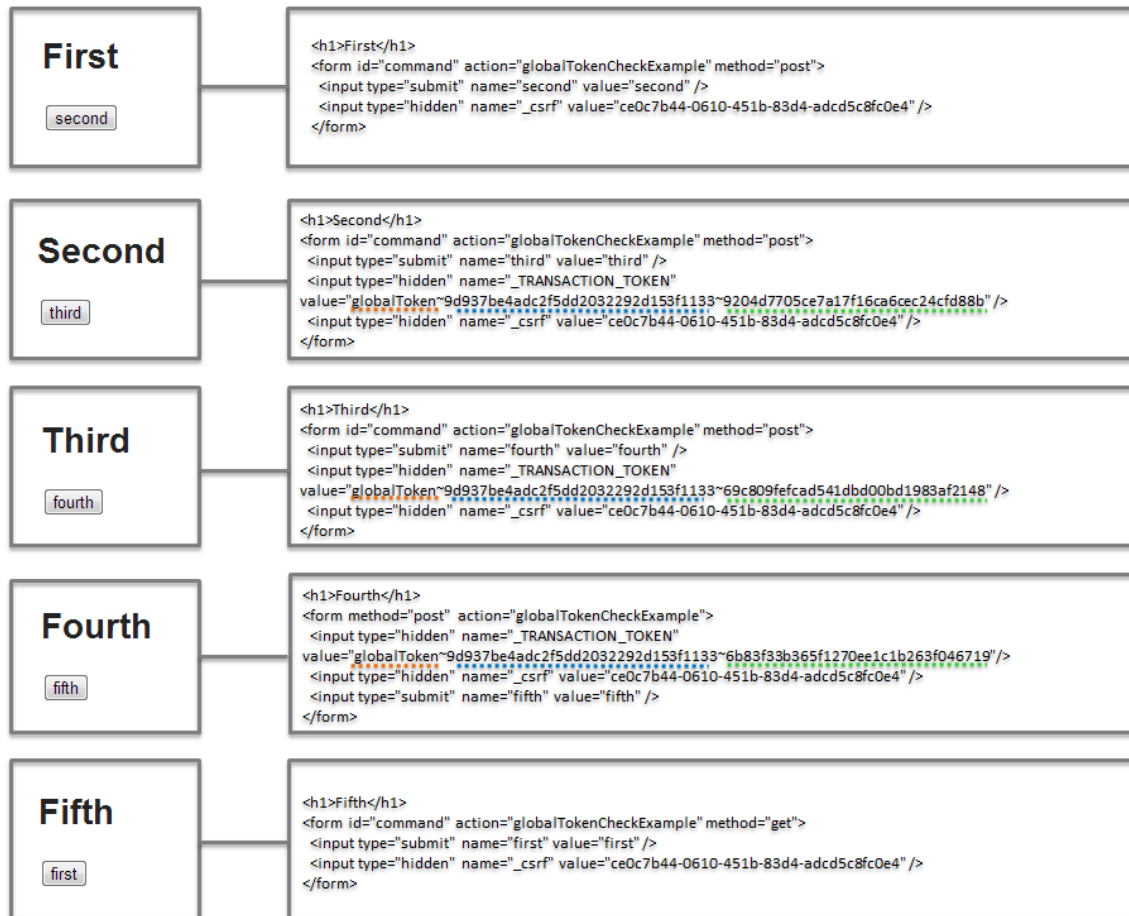 First
second
<h1>First</h1>
<form id="command" action="globalTokenCheckExample" method="post">
<input type="submit" name="second" value="second" />
<input type="hidden" name="_csrf" value="ce0c7b44-0610-451b-83d4-adcd5c8fc0e4" />
</form>
Second
third
<h1>Second</h1>
<form id="command" action="globalTokenCheckExample" method="post">
<input type="submit" name="third" value="third" />
<input type="hidden" name="_TRANSACTION_TOKEN"
value="globalToken~9d937be4adc2f5dd2032292d153f1133~9204d7705ce7a17f16ca6cec24cfd88b" />
<input type="hidden" name="_csrf" value="ce0c7b44-0610-451b-83d4-adcd5c8fc0e4" />
</form>
Third
fourth
<h1>Third</h1>
<form id="command" action="globalTokenCheckExample" method="post">
<input type="submit" name="fourth" value="fourth" />
<input type="hidden" name="_TRANSACTION_TOKEN"
value="globalToken~9d937be4adc2f5dd2032292d153f1133~69c809fefcad541dbd00bd1983af2148" />
<input type="hidden" name="_csrf" value="ce0c7b44-0610-451b-83d4-adcd5c8fc0e4" />
</form>
Fourth
fifth
<h1>Fourth</h1>
<form method="post" action="globalTokenCheckExample">
<input type="hidden" name="_TRANSACTION_TOKEN"
value="globalToken~9d937be4adc2f5dd2032292d153f1133~6b83f33b365f1270ee1c1b263f046719"/>
<input type="hidden" name="_csrf" value="ce0c7b44-0610-451b-83d4-adcd5c8fc0e4" />
<input type="submit" name="fifth" value="fifth" />
</form>
Fifth
first
<h1>Fifth</h1>
<form id="command" action="globalTokenCheckExample" method="get">
<input type="submit" name="first" value="first" />
<input type="hidden" name="_csrf" value="ce0c7b44-0610-451b-83d4-adcd5c8fc0e4" />
</form>